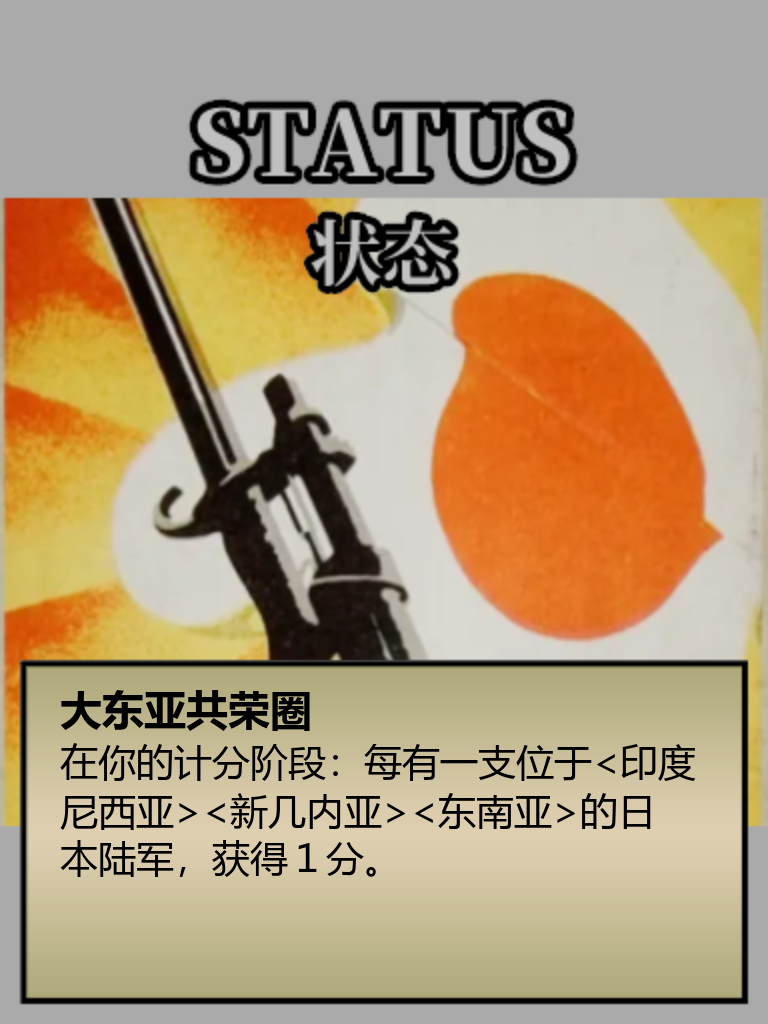 STATUS
状态
大东亚共荣圈
在你的计分阶段：每有一支位于<印度
尼西亚><新几内亚><东南亚>的日
本陆军，获得1分。